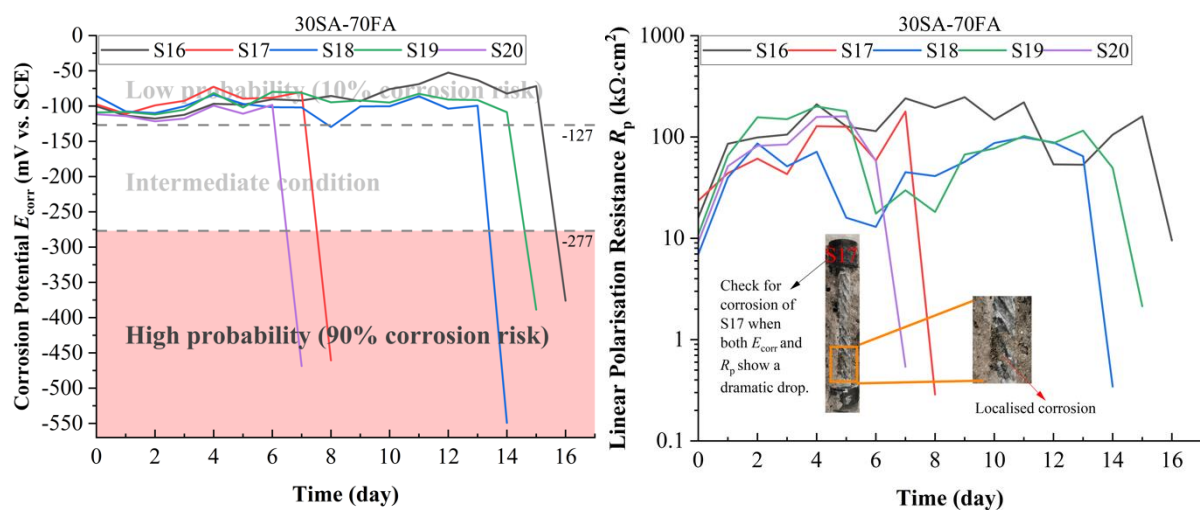 30SA-70FA
S16 S17 S18 S19 S20
Corrosion Potential Ecorr (mV vs. SCE)
0
-50
-100
-150
-200
-250
-300
-350
-400
-450
-500
-550
Low probability (10% corrosion risk)
-127
Intermediate condition
-277
High probability (90% corrosion risk)
0 2 4 6 8 10 12 14 16
Time (day)
30SA-70FA
S16 S17 S18 S19 S20
Linear Polarisation Resistance Rp (kΩ·cm²)
1000
100
10
1
0.1
S17
Check for
corrosion of
S17 when
both Ecorr and
Rp show a
dramatic drop.
Localised corrosion
0 2 4 6 8 10 12 14 16
Time (day)